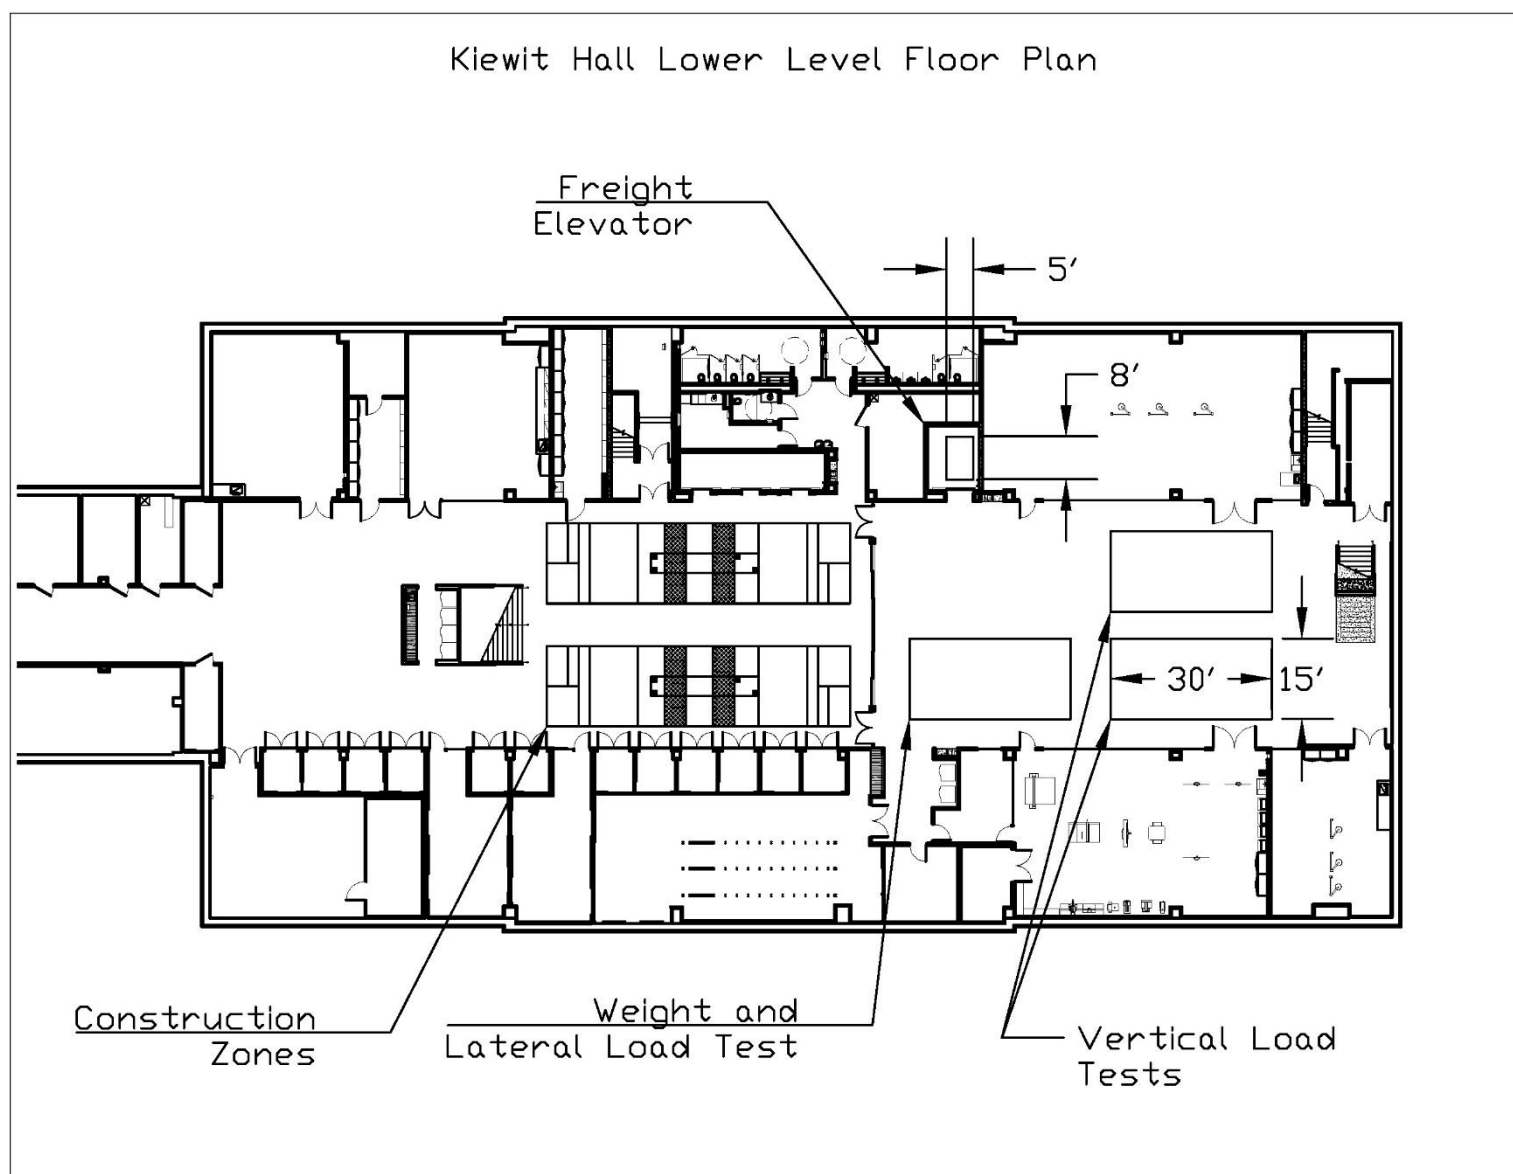 Kiewit Hall Lower Level Floor Plan
Freight
Elevator
5'
8'
30'
15'
Construction
Zones
Weight and
Lateral Load Test
Vertical Load
Tests